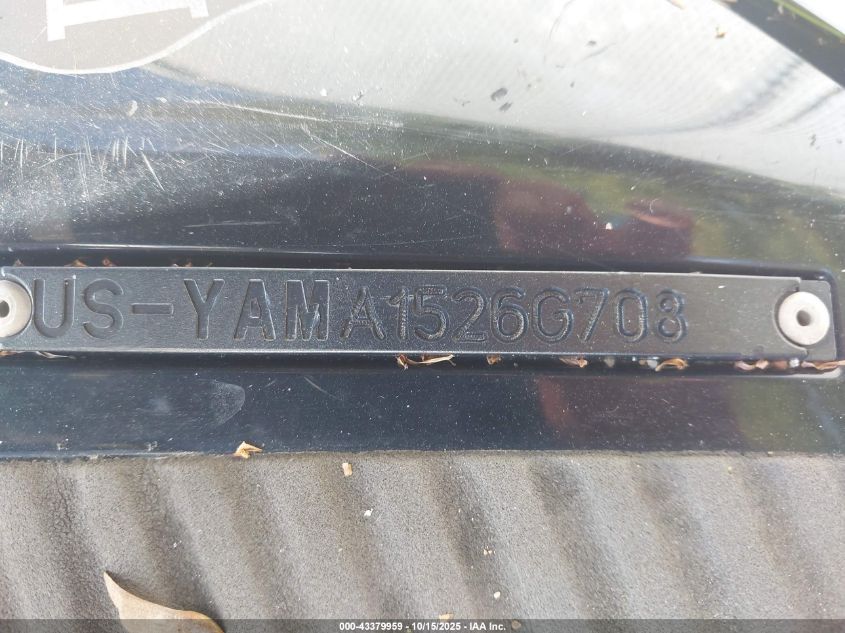 US-YAMA1526G708
000-43379959 | 10/15/2025 - IAA Inc.